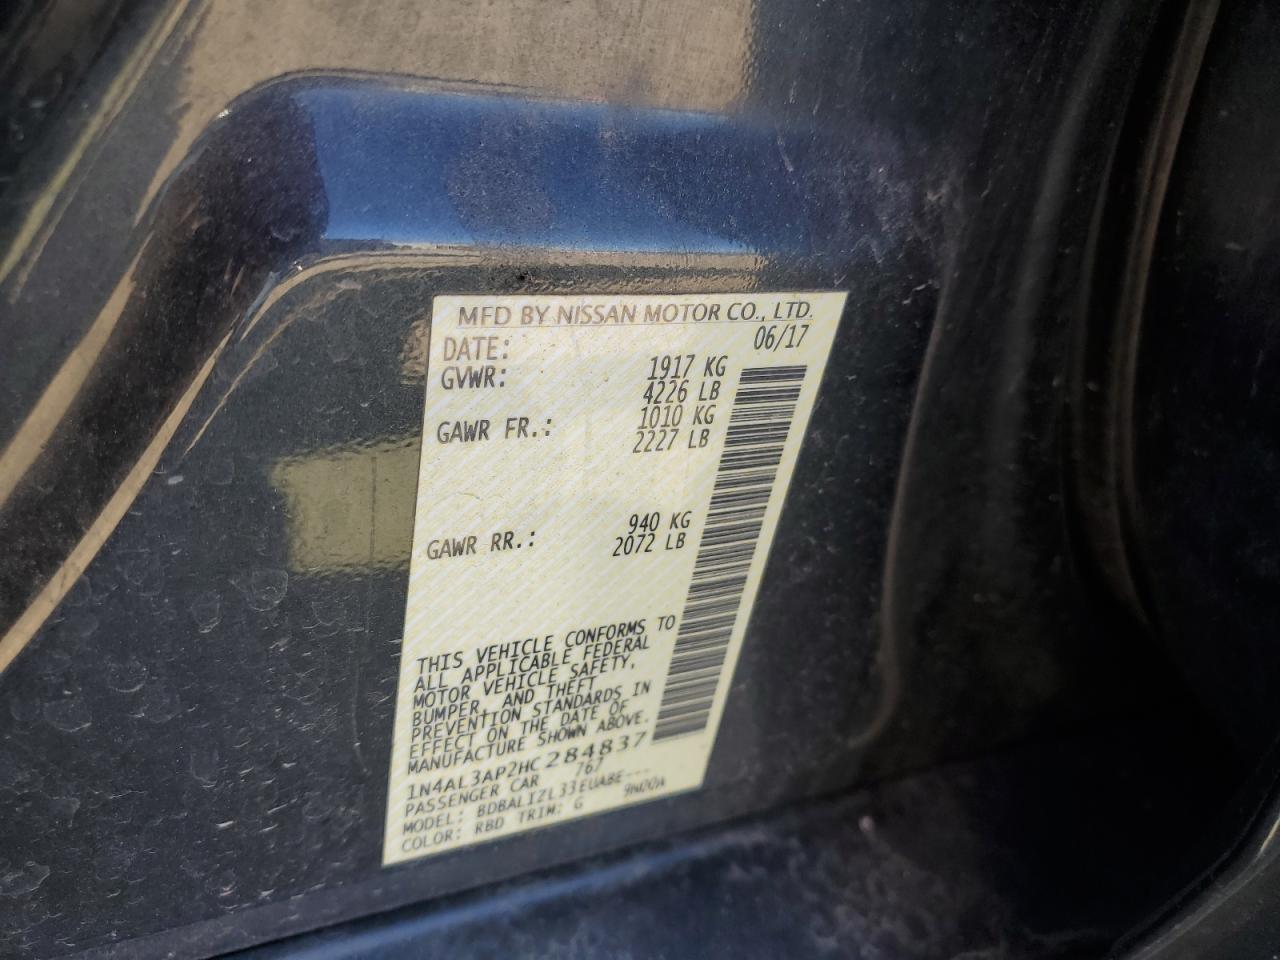 MFD BY NISSAN MOTOR CO., LTD.
DATE: 06/17
GVWR: 1917 KG
4226 LB
GAWR FR.: 1010 KG
2227 LB
GAWR RR.: 940 KG
2072 LB
THIS VEHICLE CONFORMS TO
ALL APPLICABLE FEDERAL
MOTOR VEHICLE SAFETY,
BUMPER, AND THEFT
PREVENTION STANDARDS IN
EFFECT ON THE DATE OF
MANUFACTURE SHOWN ABOVE.
1N4AL3AP2HC284837
PASSENGER CAR 767
MODEL: BDBALIZL33EUABE---
COLOR: RBD TRIM: G 9W20A